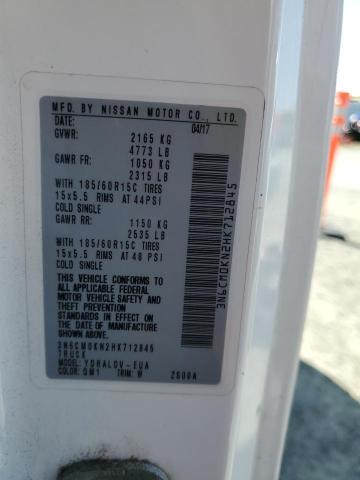 MFD. BY NISSAN MOTOR CO., LTD.
DATE: 04/17
GVWR: 2165 KG
4773 LB
GAWR FR: 1050 KG
2315 LB
WITH 185/60R15C TIRES
15x5.5 RIMS AT 44PSI
COLD SINGLE
GAWR RR: 1150 KG
2535 LB
WITH 185/60R15C TIRES
15x5.5 RIMS AT 48 PSI
COLD SINGLE
THIS VEHICLE CONFORMS TO
ALL APPLICABLE FEDERAL
MOTOR VEHICLE SAFETY
AND THEFT PREVENTION
STANDARDS IN EFFECT ON
THE DATE OF MANUFACTURE
SHOWN ABOVE.
3N6CM0KN2HK712845
TRUCK
MODEL: YDRALDV-EUA
COLOR: QM1 TRIM: W ZS00A
3N6CM0KN2HK712845